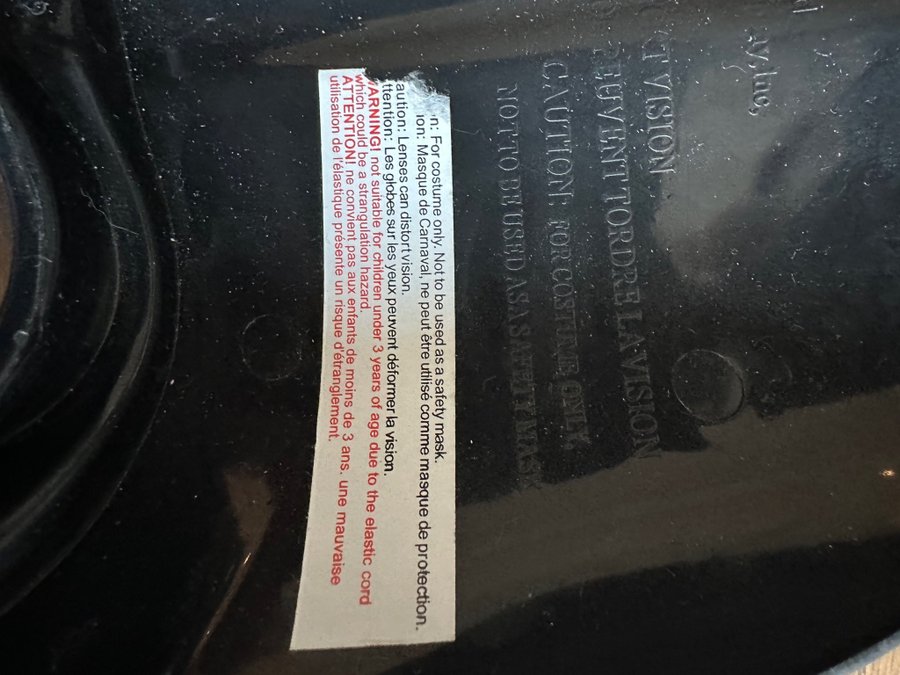 Inc,
CT VISION
PEUVENT TORDRE LA VISION
CAUTION: FOR COSTUME ONLY
NOT TO BE USED AS A SAFETY MASK
n: For costume only. Not to be used as a safety mask.
ion: Masque de Carnaval, ne peut être utilisé comme masque de protection.
aution: Lenses can distort vision.
ttention: Les globes sur les yeux peuvent déformer la vision.
WARNING! not suitable for children under 3 years of age due to the elastic cord
which could be a strangulation hazard.
ATTENTION! ne convient pas aux enfants de moins de 3 ans. une mauvaise
utilisation de l'élastique présente un risque d'étranglement.